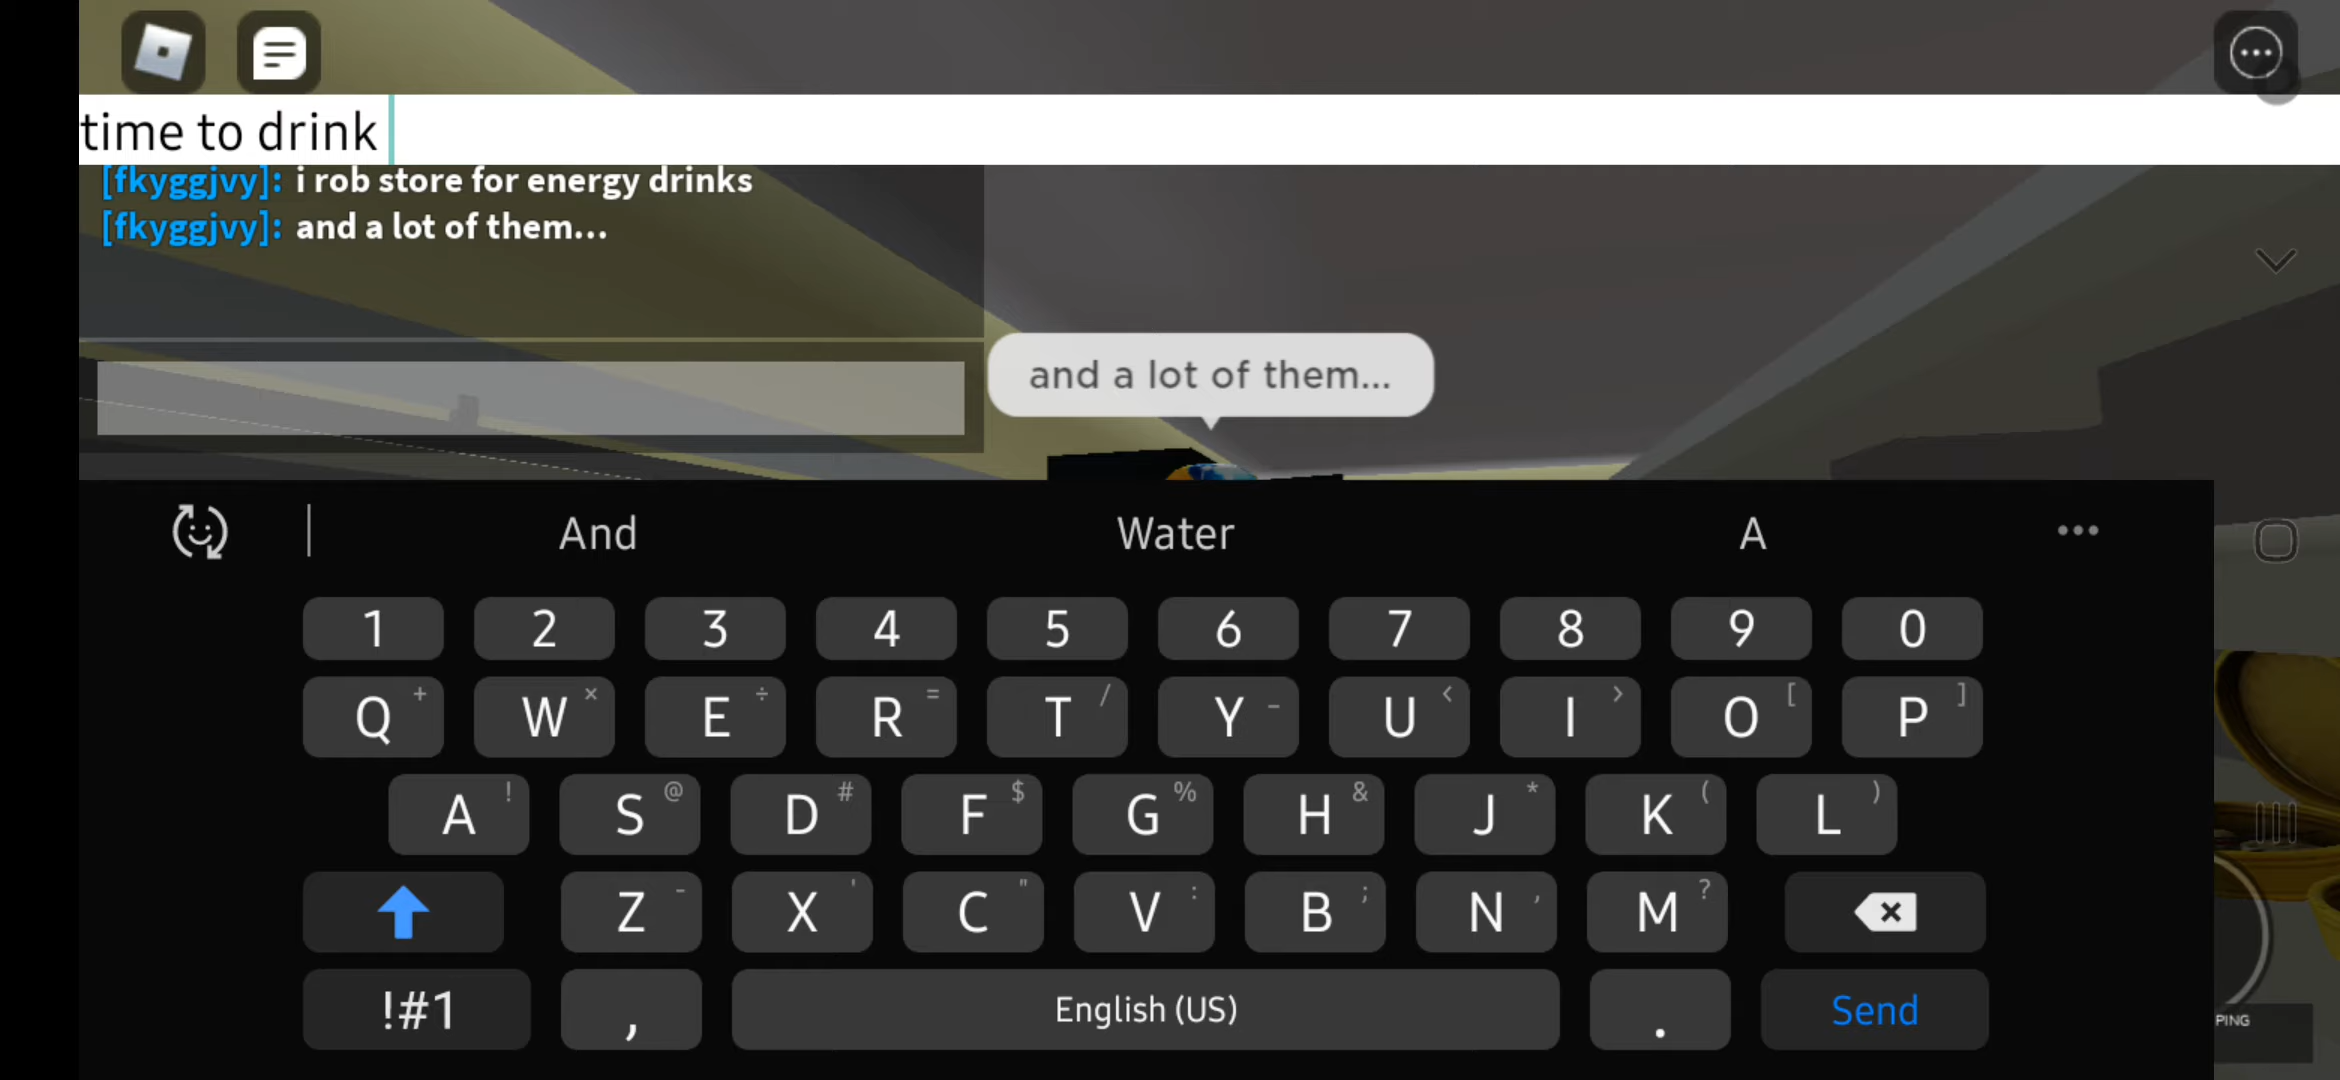 time to drink
[fkyggjvy]: i rob store for energy drinks
[fkyggjvy]: and a lot of them...
and a lot of them...
And Water A
1 2 3 4 5 6 7 8 9 0
Q + W × E ÷ R = T / Y - U < I > O [ P ]
A ! S @ D # F $ G % H & J * K ( L )
Z - X ' C " V : B ; N , M ?
!#1 , English (US) . Send
PING